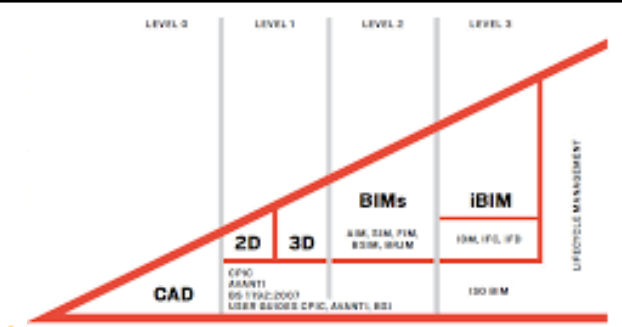 LEVEL 0
LEVEL 1
LEVEL 2
LEVEL 3
BIMs
iBIM
2D
3D
AIM, SIM, FIM,
BSIM, BRIM
IDM, IFC, IFD
LIFECYCLE MANAGEMENT
CPIC
AVANTI
BS 1192:2007
USER GUIDES CPIC, AVANTI, BSI
CAD
ISO BIM